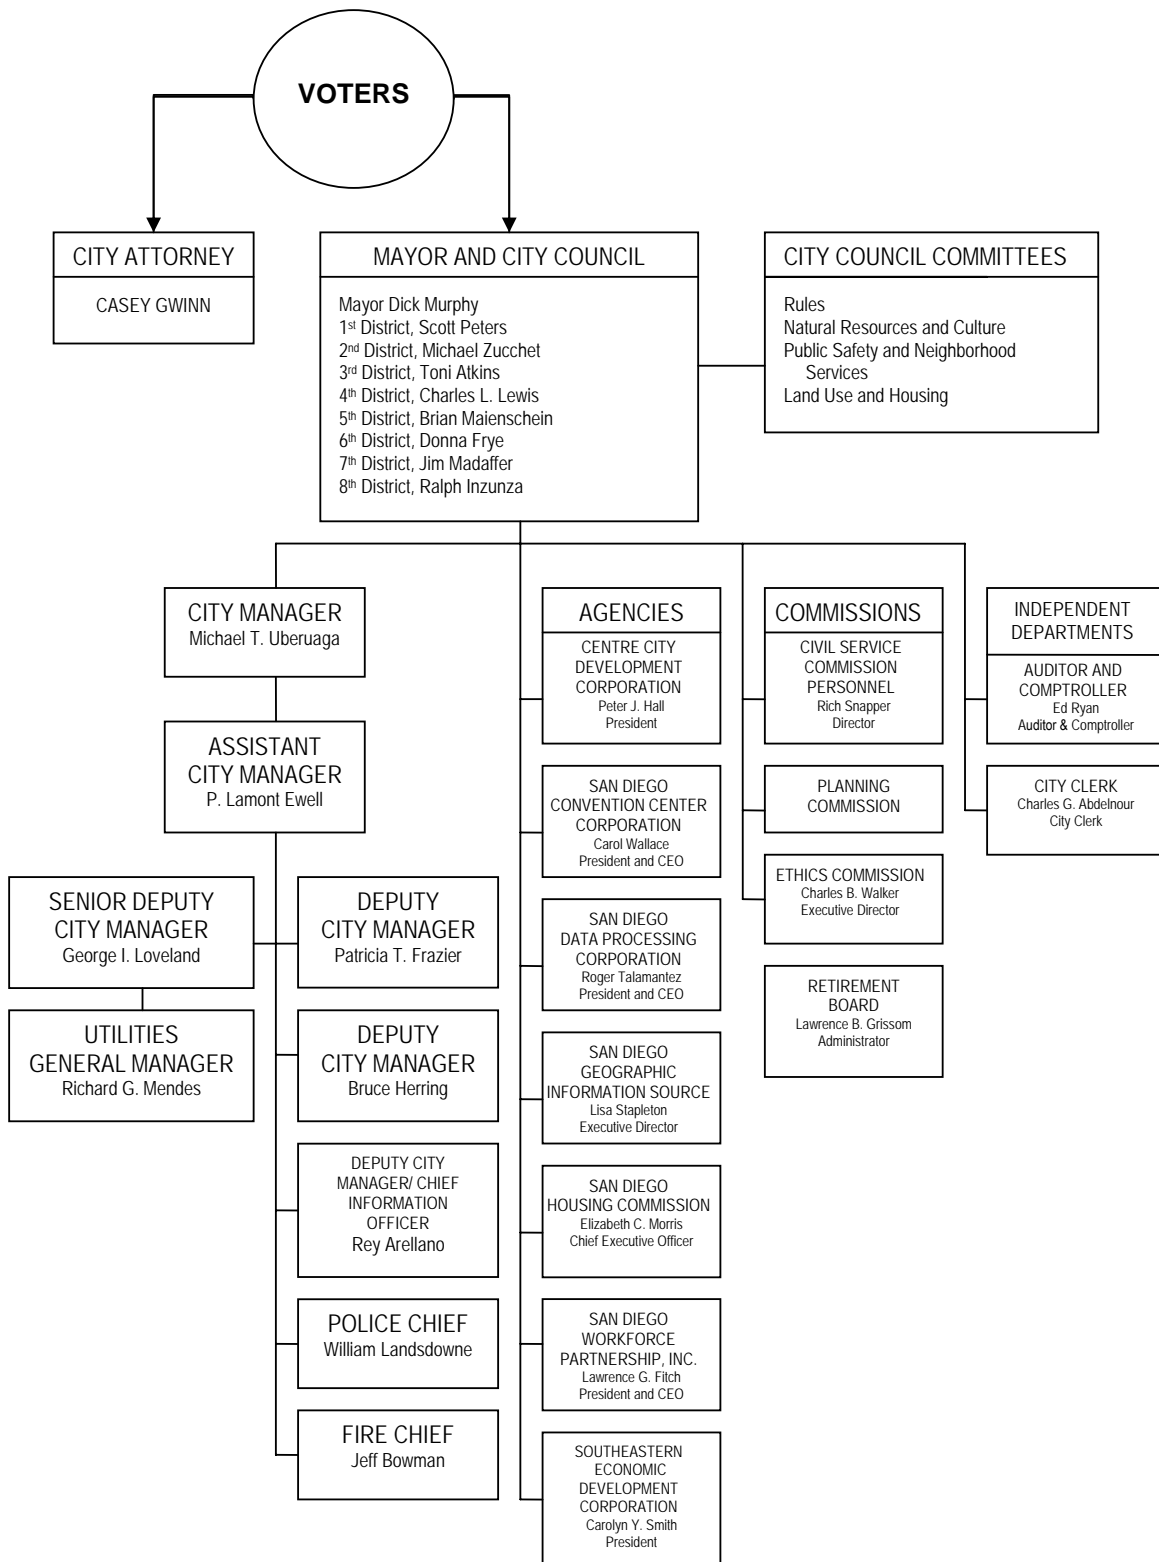 VOTERS
CITY ATTORNEY
CASEY GWINN
MAYOR AND CITY COUNCIL
Mayor Dick Murphy
1st District, Scott Peters
2nd District, Michael Zucchet
3rd District, Toni Atkins
4th District, Charles L. Lewis
5th District, Brian Maienschein
6th District, Donna Frye
7th District, Jim Madaffer
8th District, Ralph Inzunza
CITY COUNCIL COMMITTEES
Rules
Natural Resources and Culture
Public Safety and Neighborhood
Services
Land Use and Housing
CITY MANAGER
Michael T. Uberuaga
ASSISTANT
CITY MANAGER
P. Lamont Ewell
SENIOR DEPUTY
CITY MANAGER
George I. Loveland
UTILITIES
GENERAL MANAGER
Richard G. Mendes
DEPUTY
CITY MANAGER
Patricia T. Frazier
DEPUTY
CITY MANAGER
Bruce Herring
DEPUTY CITY
MANAGER/ CHIEF
INFORMATION
OFFICER
Rey Arellano
POLICE CHIEF
William Landsdowne
FIRE CHIEF
Jeff Bowman
AGENCIES
CENTRE CITY
DEVELOPMENT
CORPORATION
Peter J. Hall
President
SAN DIEGO
CONVENTION CENTER
CORPORATION
Carol Wallace
President and CEO
SAN DIEGO
DATA PROCESSING
CORPORATION
Roger Talamantez
President and CEO
SAN DIEGO
GEOGRAPHIC
INFORMATION SOURCE
Lisa Stapleton
Executive Director
SAN DIEGO
HOUSING COMMISSION
Elizabeth C. Morris
Chief Executive Officer
SAN DIEGO
WORKFORCE
PARTNERSHIP, INC.
Lawrence G. Fitch
President and CEO
SOUTHEASTERN
ECONOMIC
DEVELOPMENT
CORPORATION
Carolyn Y. Smith
President
COMMISSIONS
CIVIL SERVICE
COMMISSION
PERSONNEL
Rich Snapper
Director
PLANNING
COMMISSION
ETHICS COMMISSION
Charles B. Walker
Executive Director
RETIREMENT
BOARD
Lawrence B. Grissom
Administrator
INDEPENDENT
DEPARTMENTS
AUDITOR AND
COMPTROLLER
Ed Ryan
Auditor & Comptroller
CITY CLERK
Charles G. Abdelnour
City Clerk